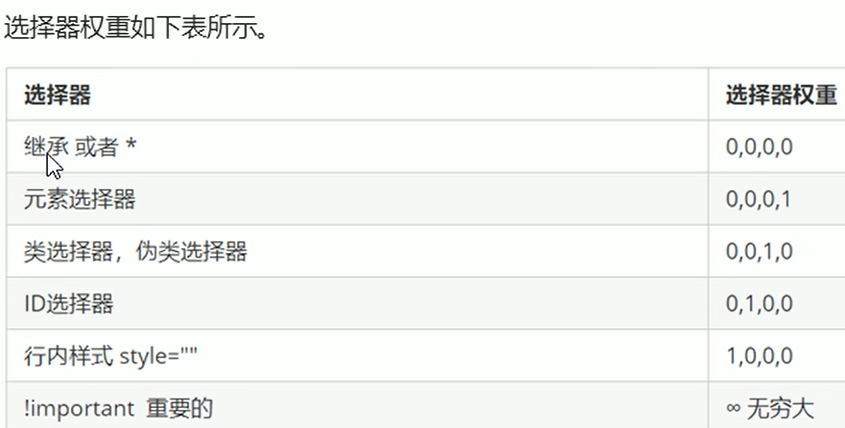 选择器权重如下表所示。
选择器 选择器权重
继承 或者 * 0,0,0,0
元素选择器 0,0,0,1
类选择器，伪类选择器 0,0,1,0
ID选择器 0,1,0,0
行内样式 style="" 1,0,0,0
!important 重要的 ∞ 无穷大